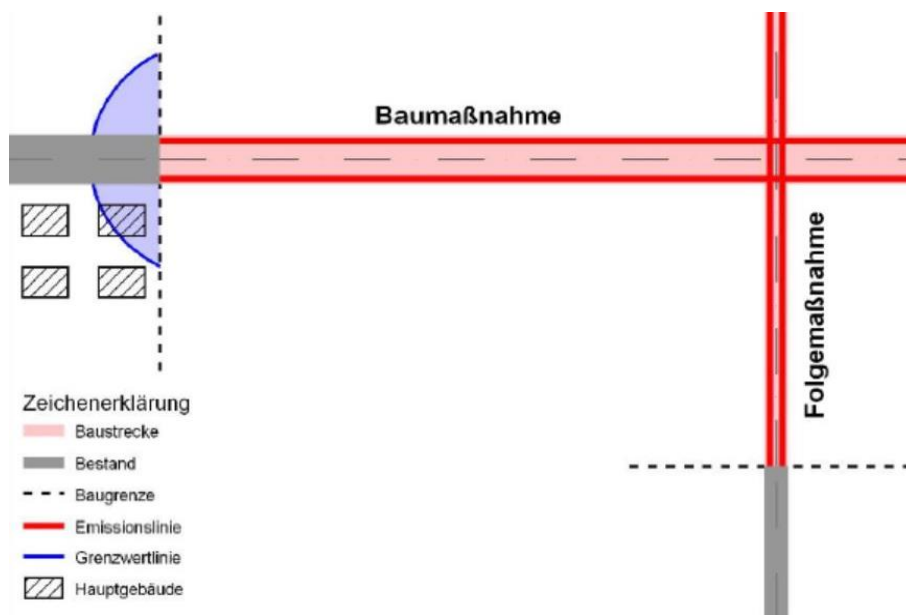 Baumaßnahme
Folgemaßnahme
Zeichenerklärung
Baustrecke
Bestand
Baugrenze
Emissionslinie
Grenzwertlinie
Hauptgebäude